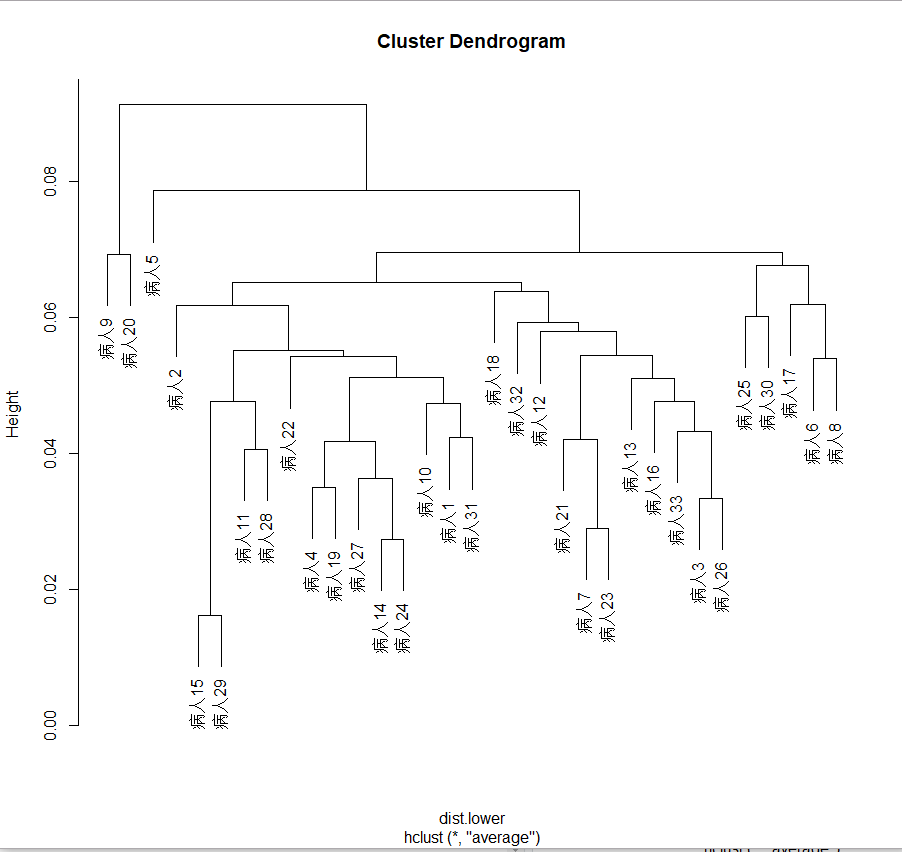 Cluster Dendrogram
Height
0.08
0.06
0.04
0.02
0.00
病人9
病人20
病人5
病人2
病人15
病人29
病人11
病人28
病人22
病人4
病人19
病人27
病人14
病人24
病人10
病人1
病人31
病人18
病人32
病人12
病人21
病人7
病人23
病人13
病人16
病人33
病人3
病人26
病人25
病人30
病人17
病人6
病人8
dist.lower
hclust (*, "average")